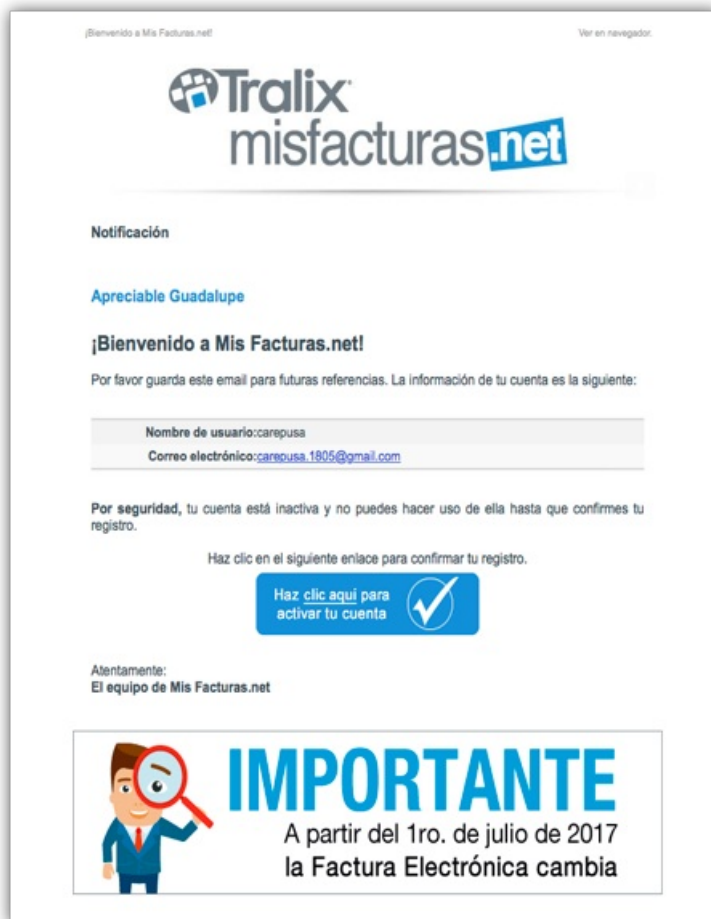 ¡Bienvenido a Mis Facturas.net!
Ver en navegador.
Tralix
misfacturas.net
Notificación
Apreciable Guadalupe
¡Bienvenido a Mis Facturas.net!
Por favor guarda este email para futuras referencias. La información de tu cuenta es la siguiente:
Nombre de usuario:carepusa
Correo electrónico:carepusa.1805@gmail.com
Por seguridad, tu cuenta está inactiva y no puedes hacer uso de ella hasta que confirmes tu
registro.
Haz clic en el siguiente enlace para confirmar tu registro.
Haz clic aquí para
activar tu cuenta
Atentamente:
El equipo de Mis Facturas.net
IMPORTANTE
A partir del 1ro. de julio de 2017
la Factura Electrónica cambia